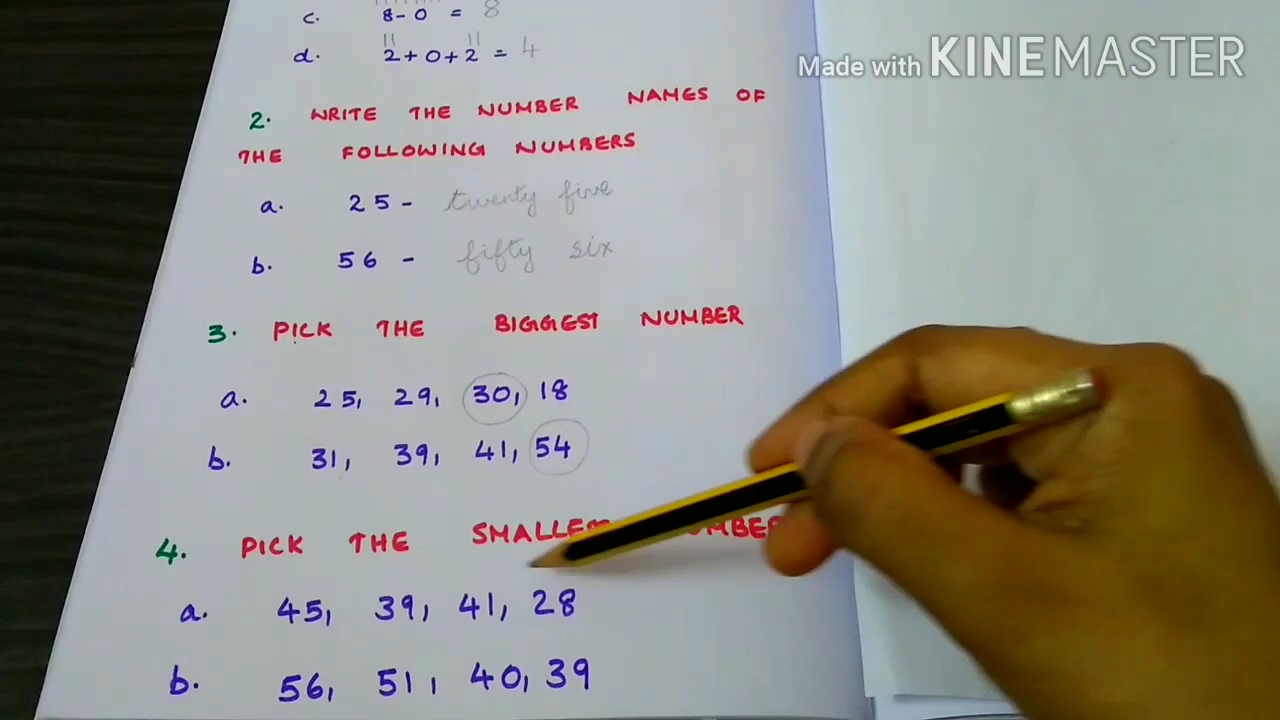 Made with KINEMASTER
c. 8-0 = 8
d. 2+0+2 = 4
2. WRITE THE NUMBER NAMES OF
THE FOLLOWING NUMBERS
a. 25 - twenty five
b. 56 - fifty six
3. PICK THE BIGGEST NUMBER
a. 25, 29, 30, 18
b. 31, 39, 41, 54
4. PICK THE
a. 45, 39, 41, 28
b. 56, 51, 40, 39